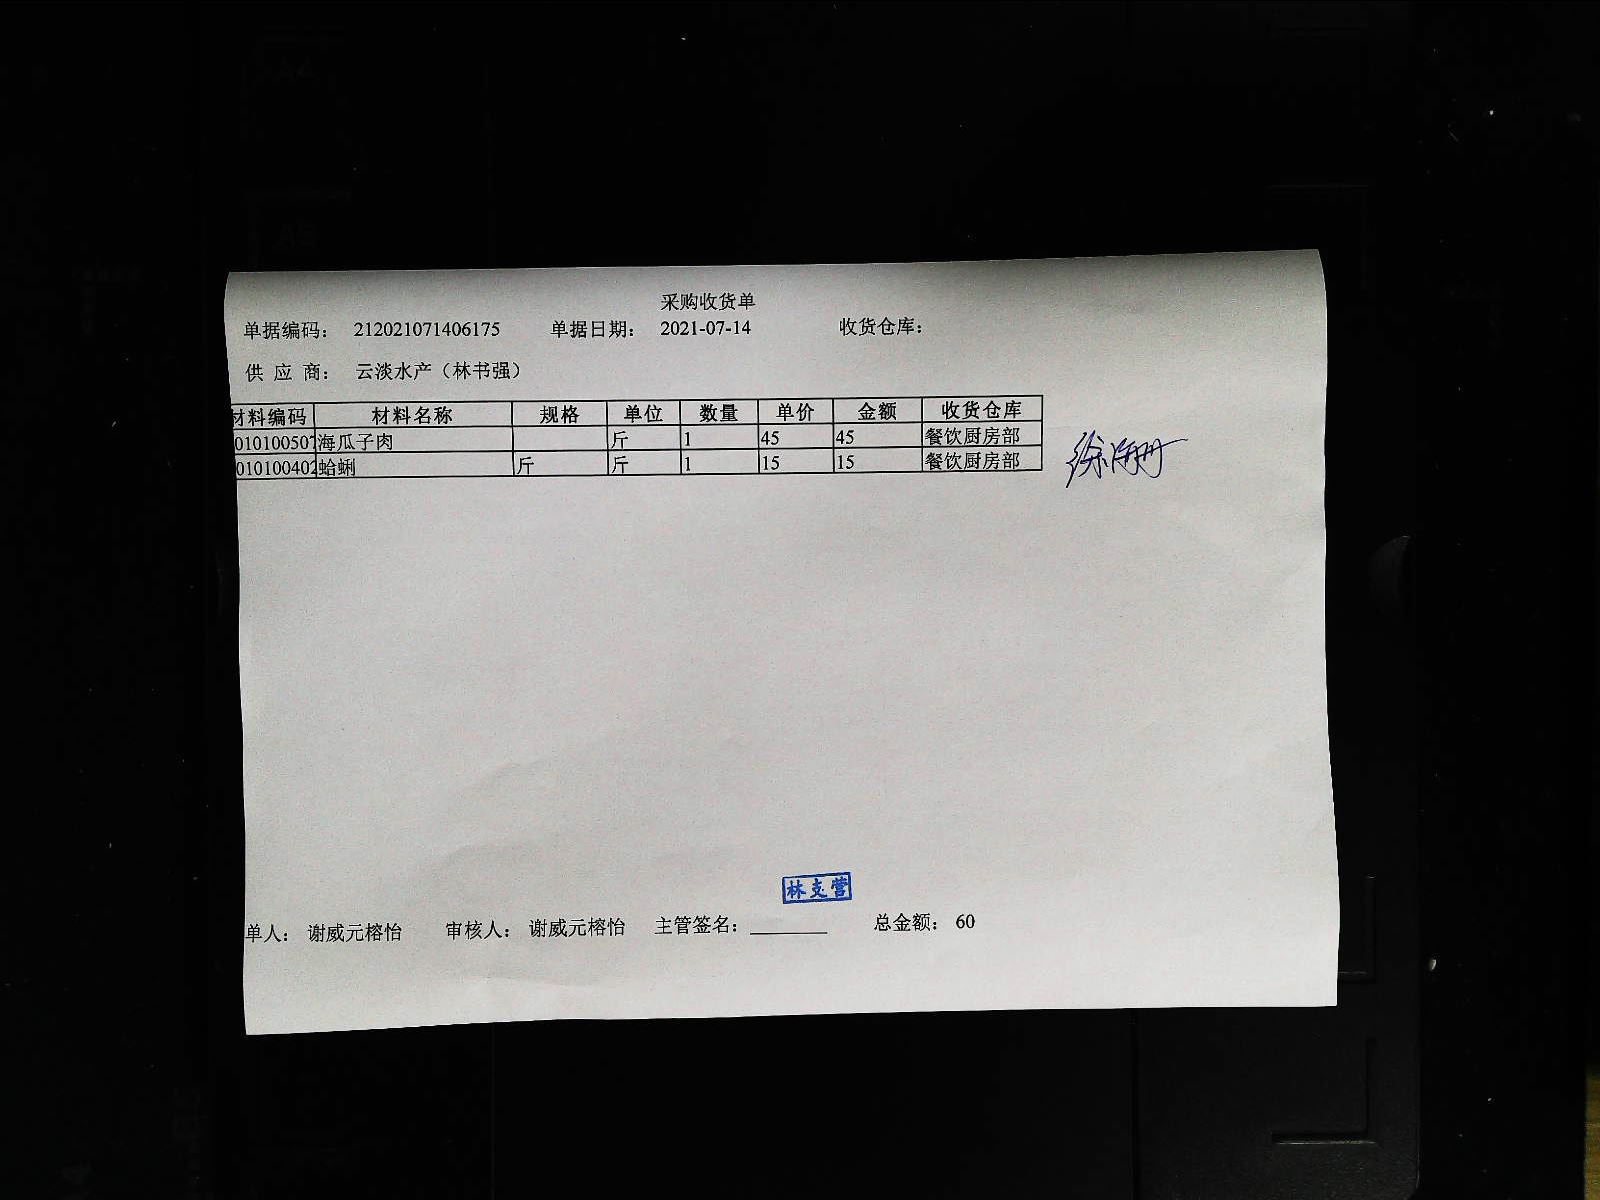 采购收货单
单据编码： 212021071406175 单据日期： 2021-07-14 收货仓库：
供 应 商： 云淡水产（林书强）
材料编码 材料名称 规格 单位 数量 单价 金额 收货仓库
010100507 海瓜子肉 斤 1 45 45 餐饮厨房部
010100402 蛤蜊 斤 斤 1 15 15 餐饮厨房部
林支营
单人： 谢威元榕怡 审核人： 谢威元榕怡 主管签名： 总金额： 60